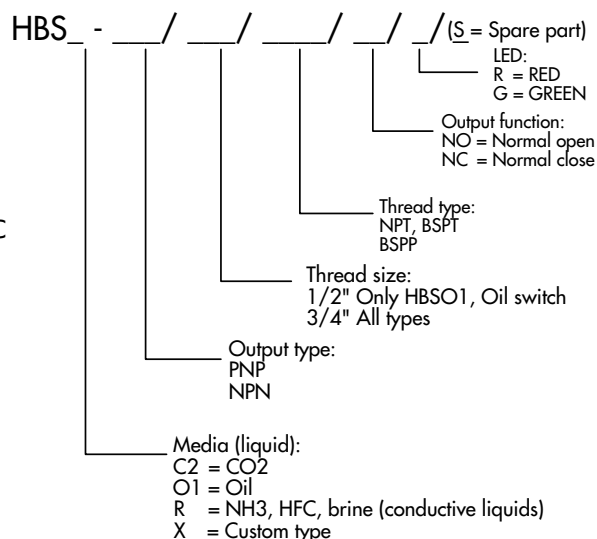 HBS_ - ___/ ___/ ____/ __/ _/ (S = Spare part)
LED:
R = RED
G = GREEN
Output function:
NO = Normal open
NC = Normal close
Thread type:
NPT, BSPT
BSPP
C
Thread size:
1/2" Only HBSO1, Oil switch
3/4" All types
Output type:
PNP
NPN
Media (liquid):
C2 = CO2
O1 = Oil
R = NH3, HFC, brine (conductive liquids)
X = Custom type